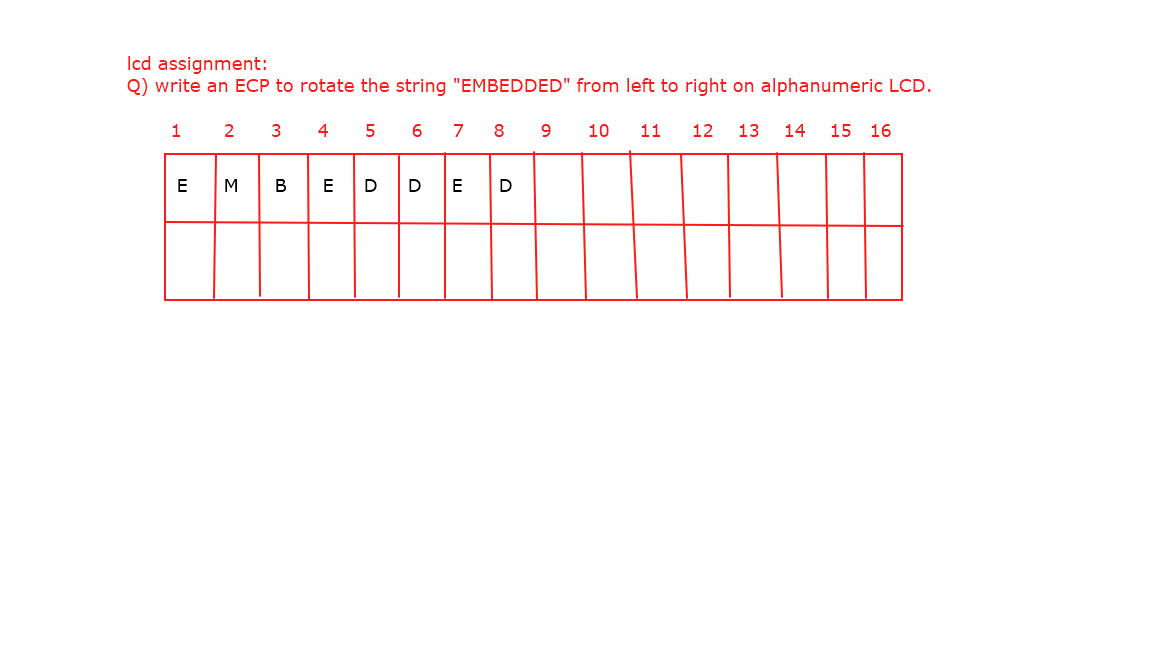 lcd assignment:
Q) write an ECP to rotate the string "EMBEDDED" from left to right on alphanumeric LCD.
1 2 3 4 5 6 7 8 9 10 11 12 13 14 15 16
E M B E D D E D